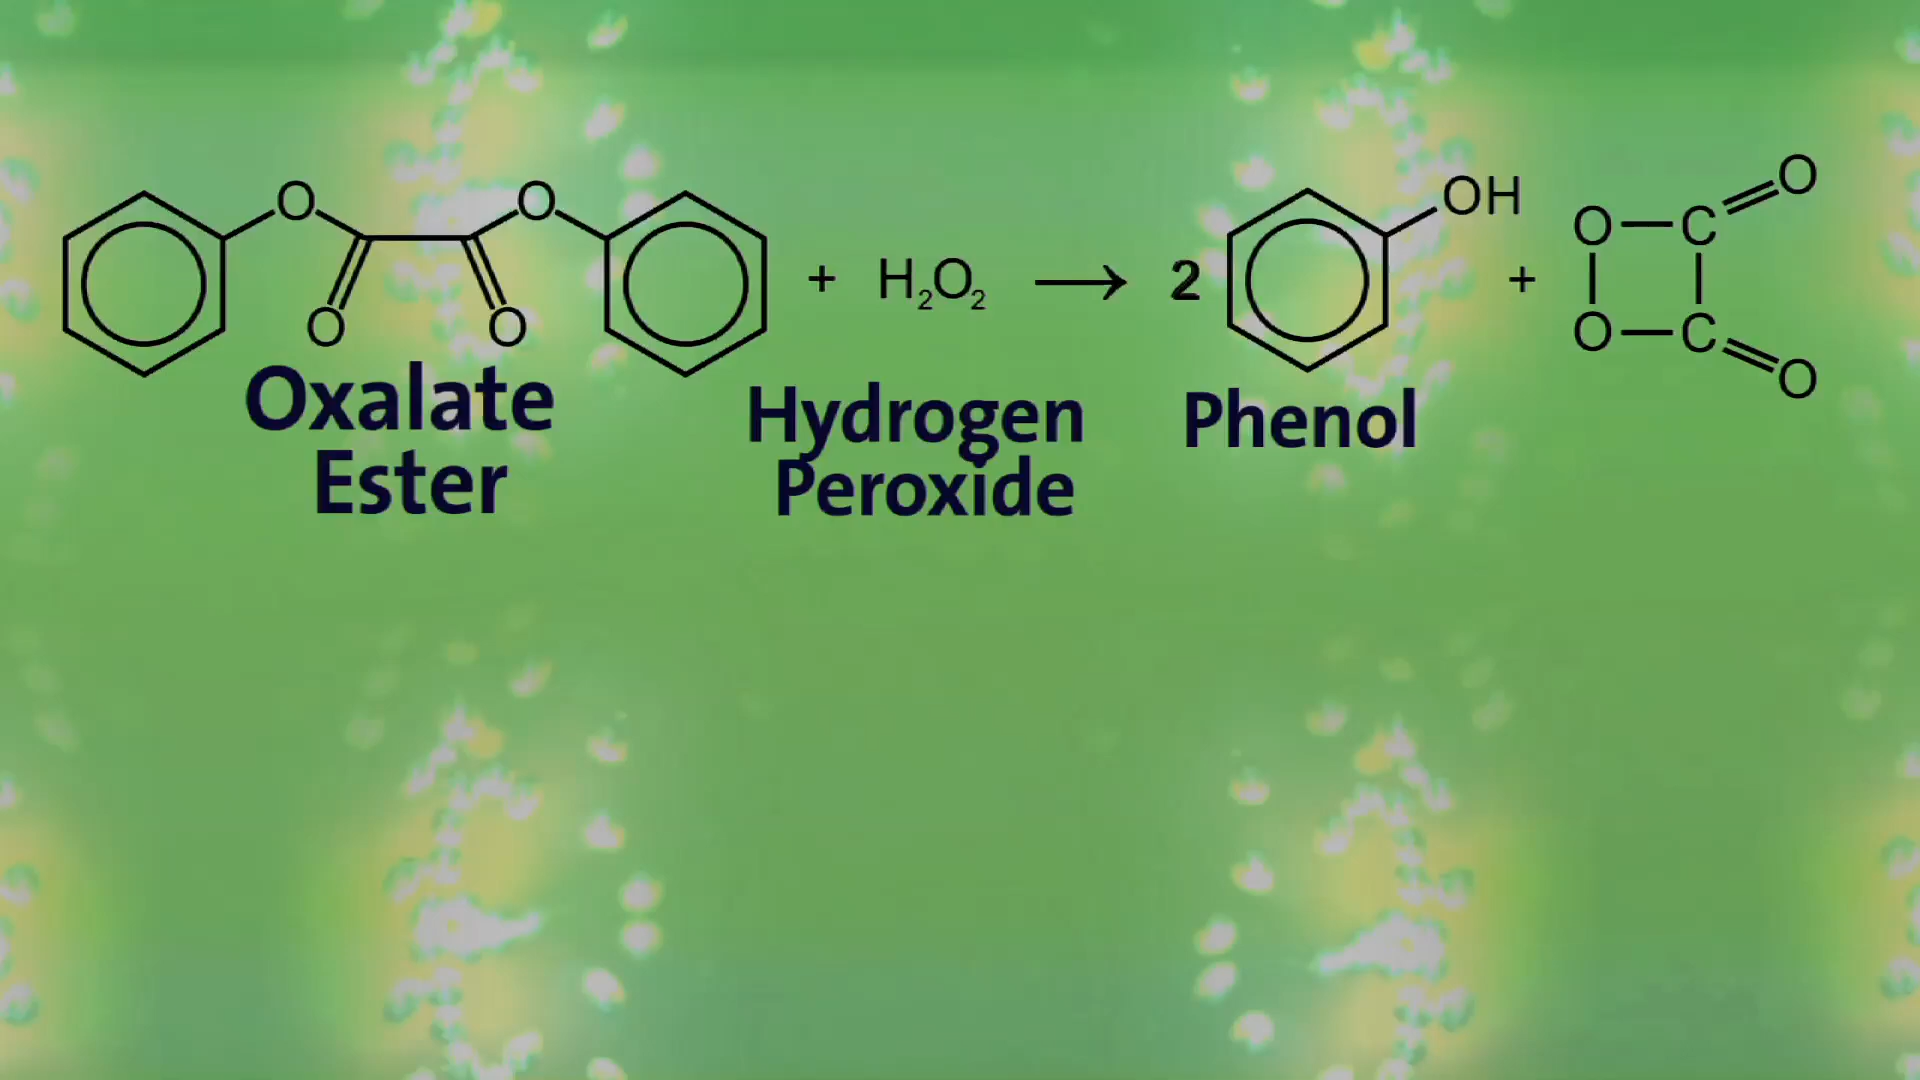 O O OH O
O C
+ H₂O₂ → 2 +
O O O C
O
Oxalate
Ester
Hydrogen
Peroxide
Phenol